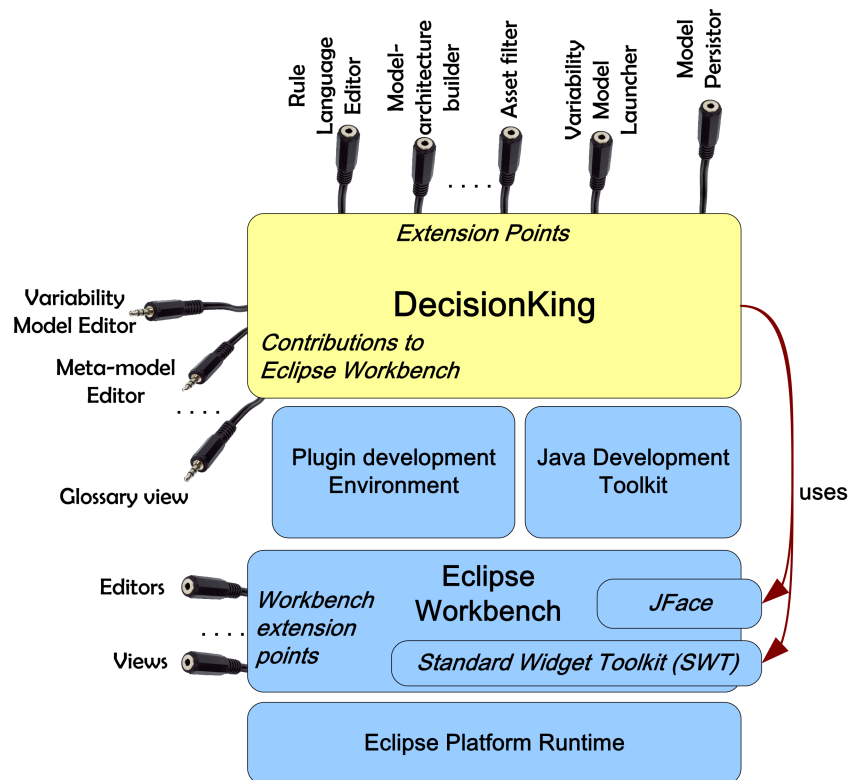 Rule
Language
Editor
Model-
architecture
builder
Asset filter
Variability
Model
Launcher
Model
Persistor
. . . .
Extension Points
DecisionKing
Variability
Model Editor
Contributions to
Eclipse Workbench
Meta-model
Editor
. . . .
Glossary view
Plugin development
Environment
Java Development
Toolkit
uses
Eclipse
Workbench
Editors
Workbench
extension
points
JFace
. . . .
Views
Standard Widget Toolkit (SWT)
Eclipse Platform Runtime